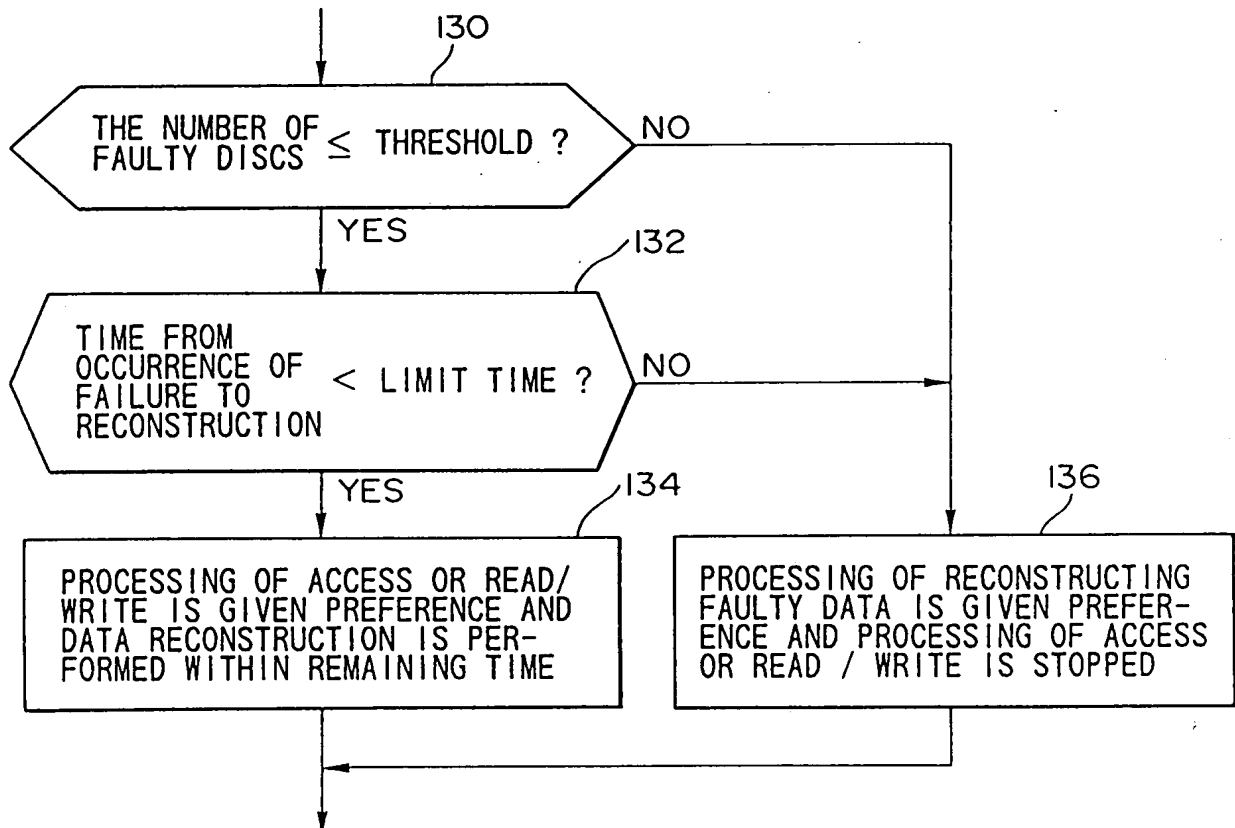 130
THE NUMBER OF
FAULTY DISCS ≤ THRESHOLD ?
NO
YES
132
TIME FROM
OCCURRENCE OF
FAILURE TO
RECONSTRUCTION
< LIMIT TIME ?
NO
YES
134
PROCESSING OF ACCESS OR READ/
WRITE IS GIVEN PREFERENCE AND
DATA RECONSTRUCTION IS PER-
FORMED WITHIN REMAINING TIME
136
PROCESSING OF RECONSTRUCTING
FAULTY DATA IS GIVEN PREFER-
ENCE AND PROCESSING OF ACCESS
OR READ / WRITE IS STOPPED